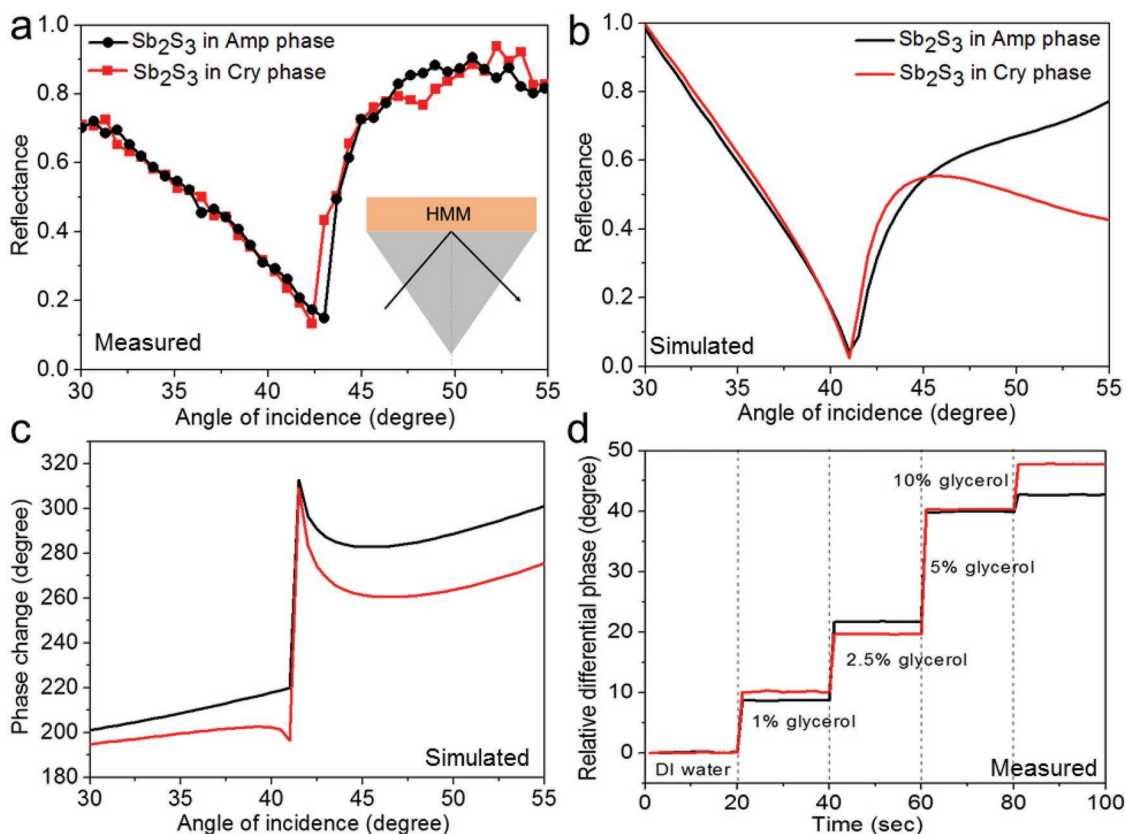 a
1.0
0.8
0.6
0.4
0.2
0.0
Reflectance
Sb2S3 in Amp phase
Sb2S3 in Cry phase
HMM
Measured
30 35 40 45 50 55
Angle of incidence (degree)
b
1.0
0.8
0.6
0.4
0.2
0.0
Reflectance
Sb2S3 in Amp phase
Sb2S3 in Cry phase
Simulated
30 35 40 45 50 55
Angle of incidence (degree)
c
320
300
280
260
240
220
200
180
Phase change (degree)
Simulated
30 35 40 45 50 55
Angle of incidence (degree)
d
50
40
30
20
10
0
Relative differential phase (degree)
10% glycerol
5% glycerol
2.5% glycerol
1% glycerol
DI water
Measured
0 20 40 60 80 100
Time (sec)